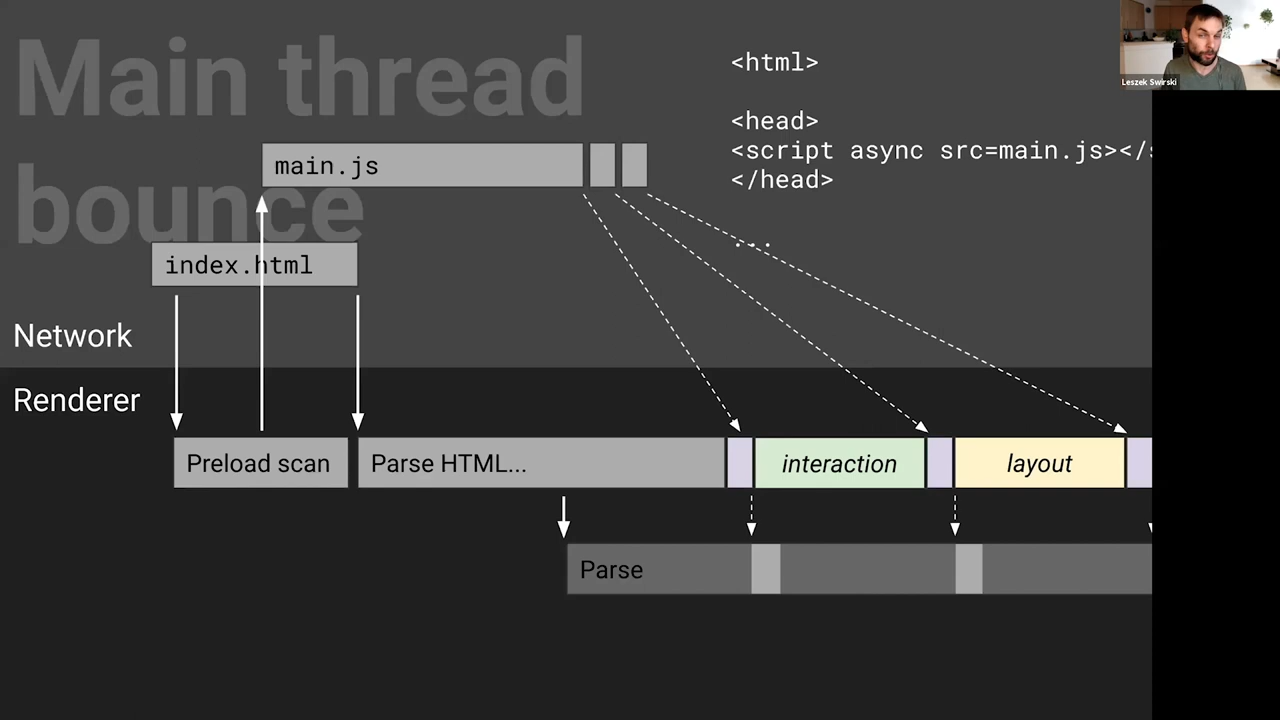 Main thread
bounce
<html>
<head>
<script async src=main.js></
</head>
...
main.js
index.html
Network
Renderer
Preload scan
Parse HTML...
interaction
layout
Parse
Leszek Swirski